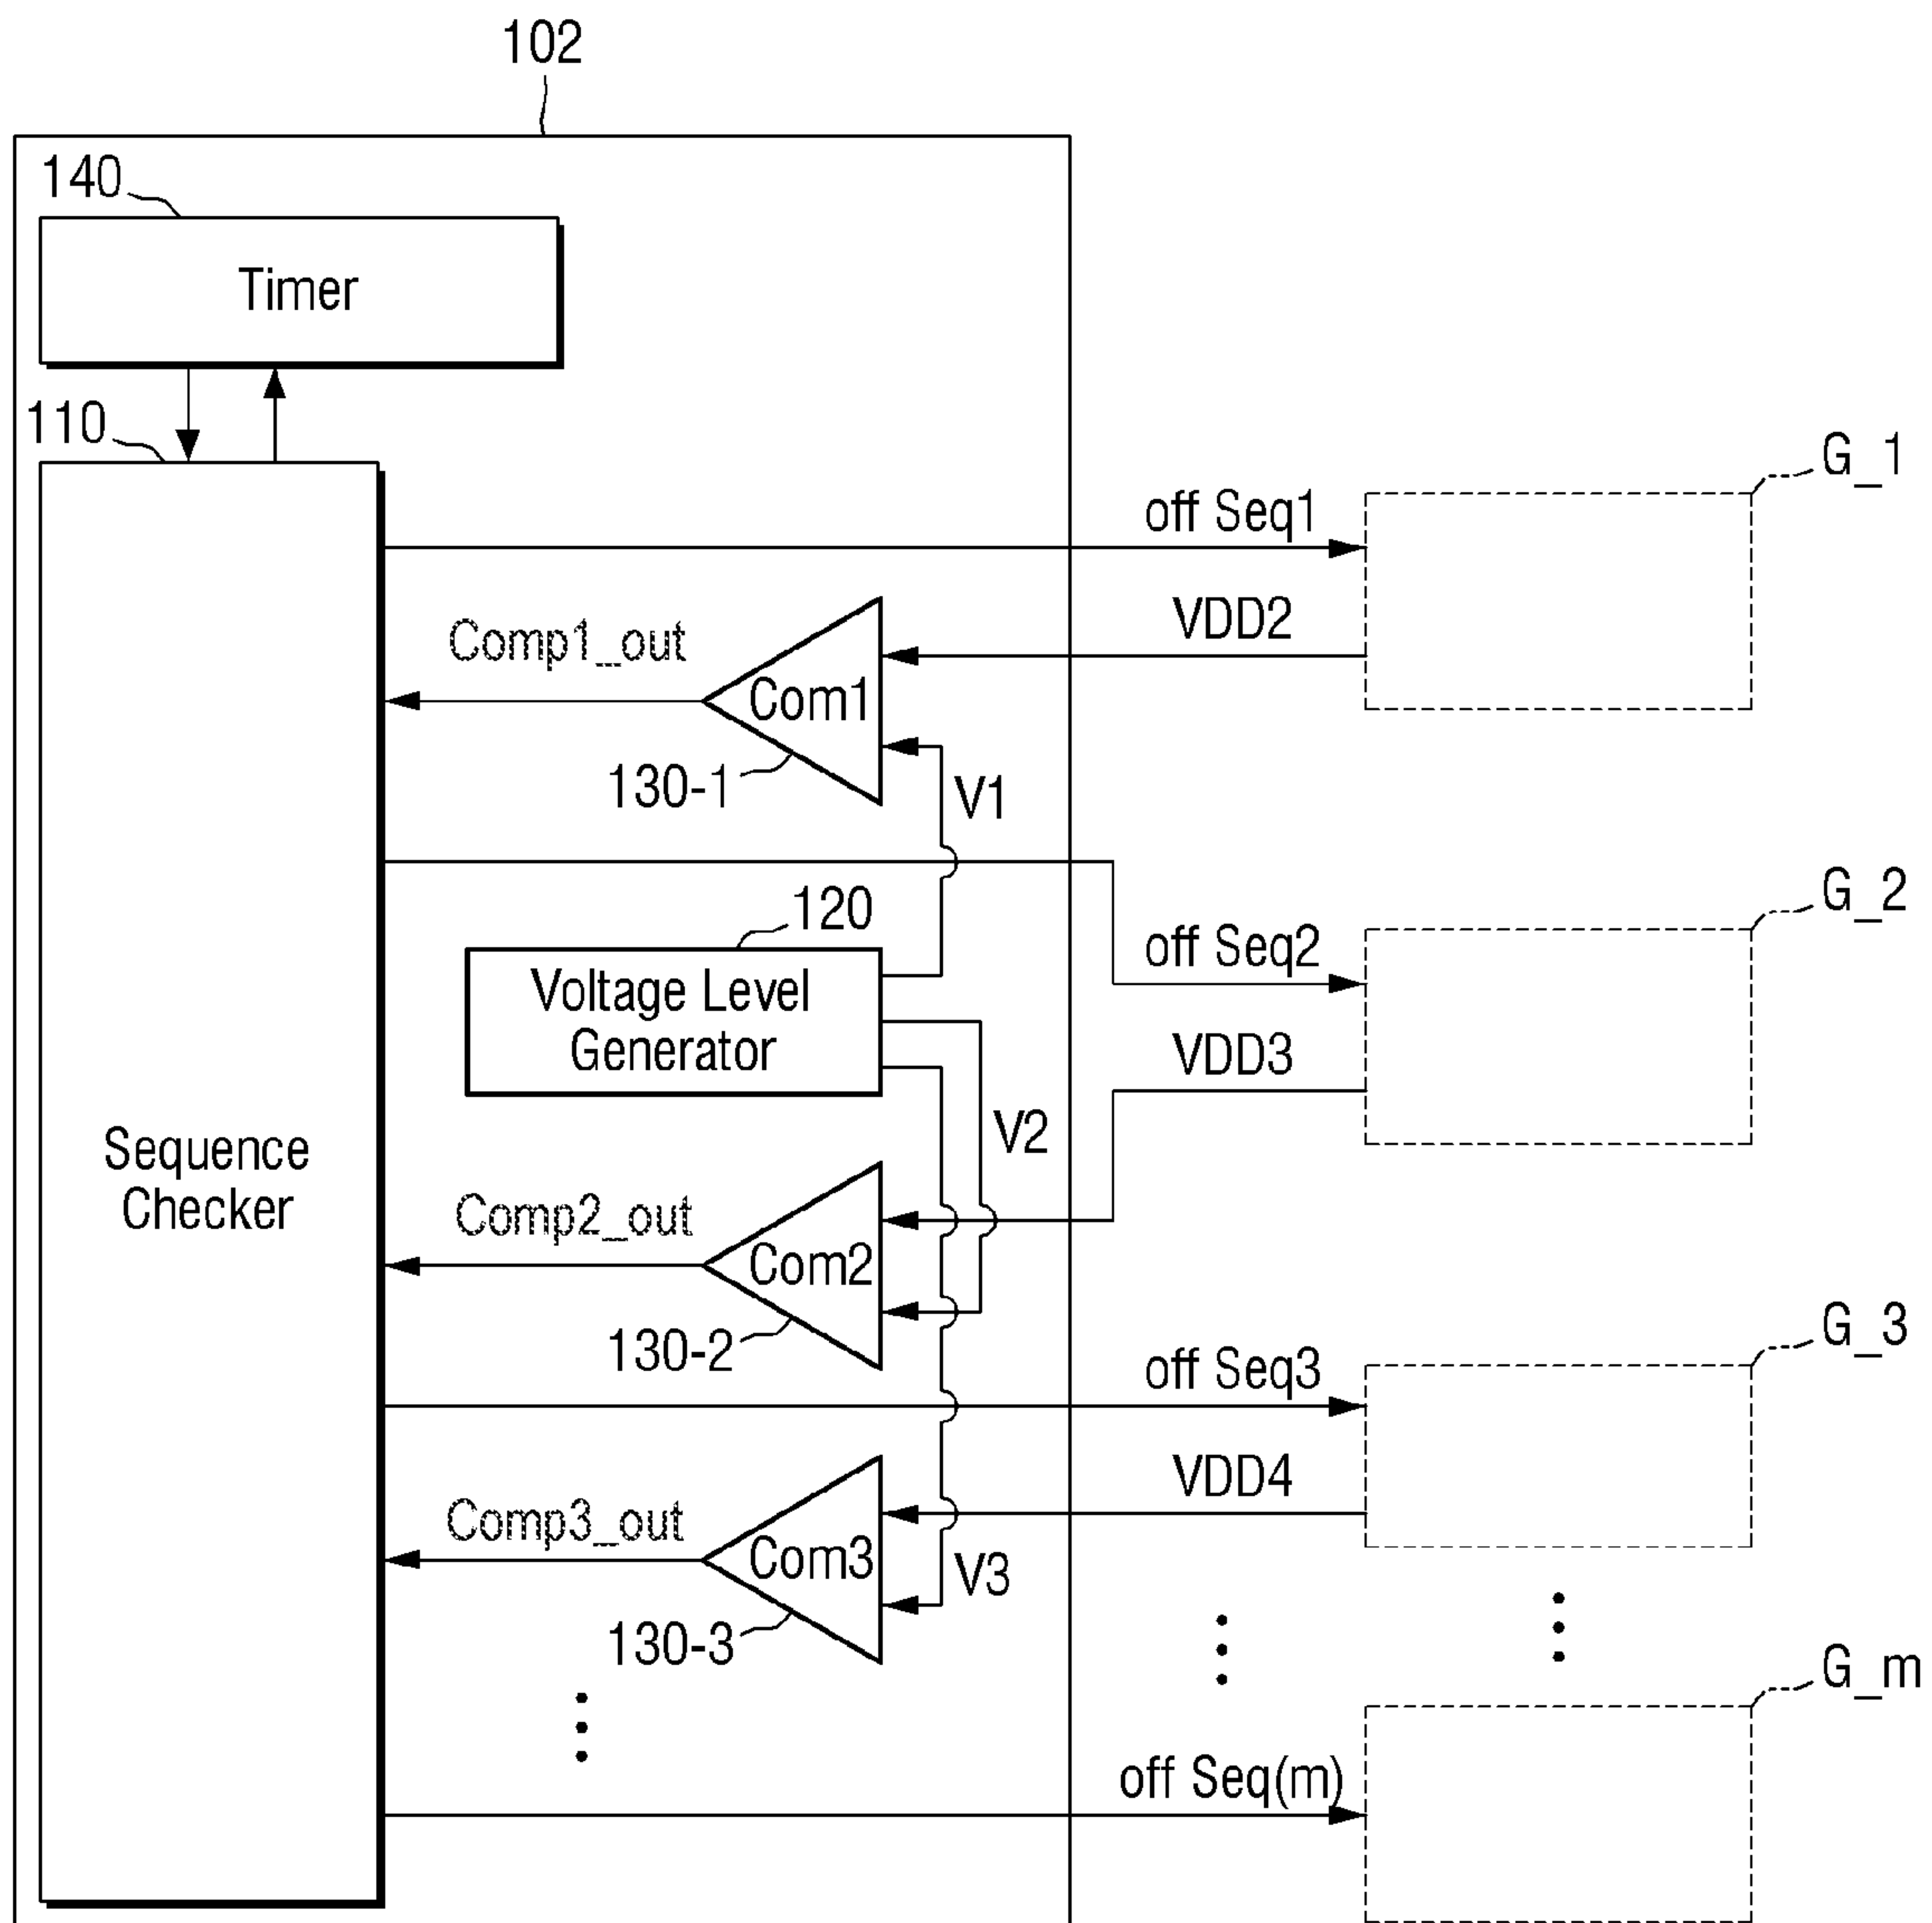 102
140
Timer
110
G_1
off Seq1
VDD2
Comp1_out
Com1
130-1
V1
G_2
120
off Seq2
Voltage Level
Generator
VDD3
V2
Sequence
Checker
Comp2_out
Com2
130-2
G_3
off Seq3
VDD4
Comp3_out
Com3
V3
130-3
G_m
off Seq(m)